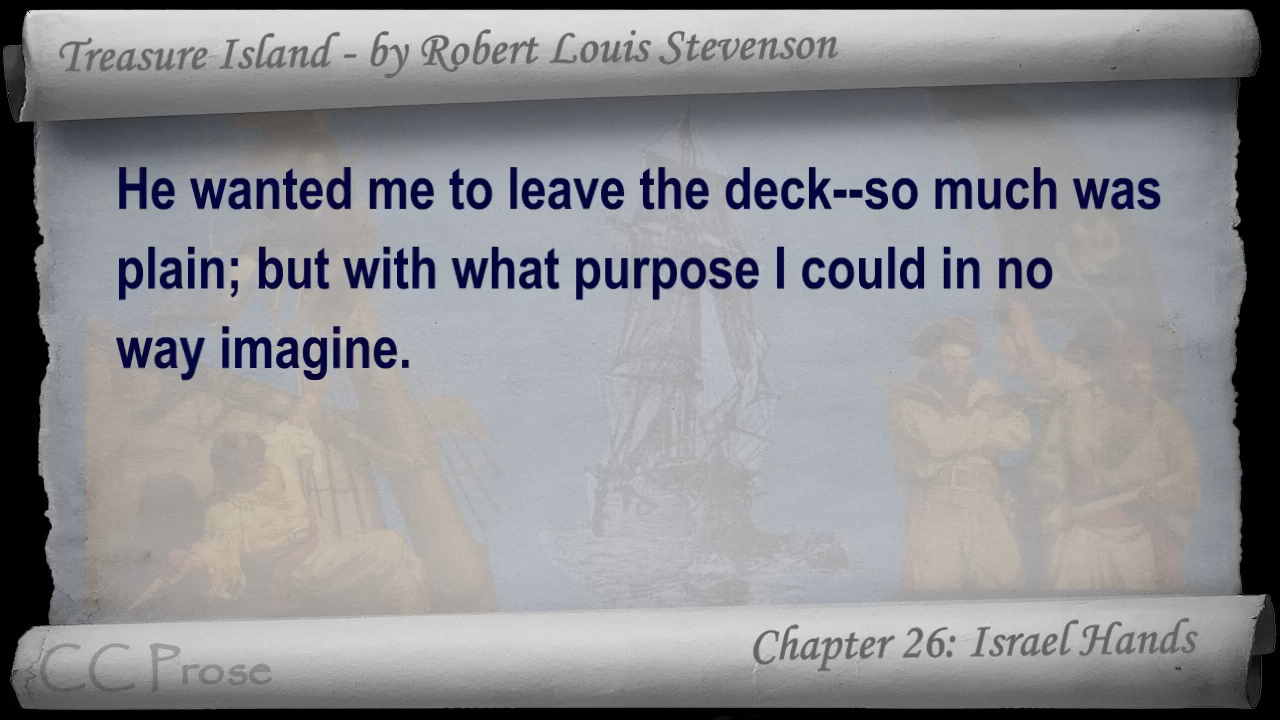 Treasure Island - by Robert Louis Stevenson
He wanted me to leave the deck--so much was
plain; but with what purpose I could in no
way imagine.
Chapter 26: Israel Hands
CC Prose